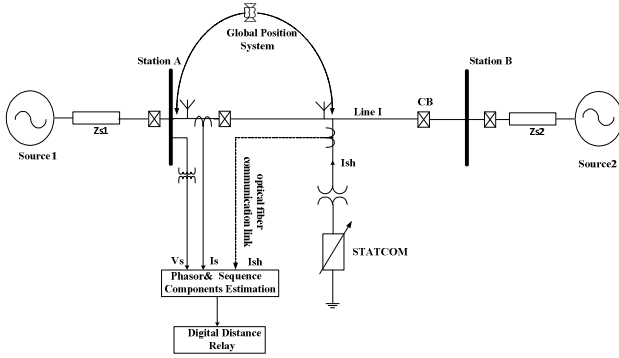 Global Position
System
Station A
Station B
CB
Line I
Zs1
Zs2
Source 1
Source2
Ish
optical fiber
communication link
STATCOM
Vs
Is
Ish
Phasor& Sequence
Components Estimation
Digital Distance
Relay